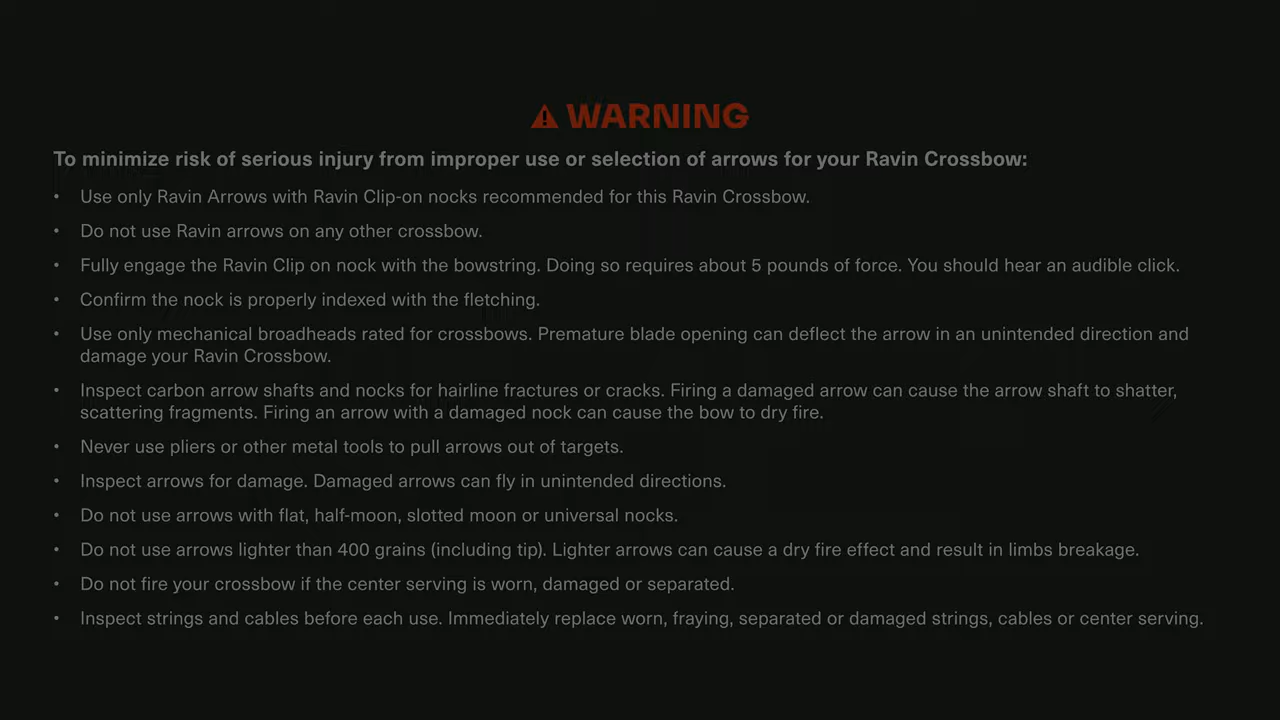 WARNING
To minimize risk of serious injury from improper use or selection of arrows for your Ravin Crossbow:
• Use only Ravin Arrows with Ravin Clip-on nocks recommended for this Ravin Crossbow.
• Do not use Ravin arrows on any other crossbow.
• Fully engage the Ravin Clip on nock with the bowstring. Doing so requires about 5 pounds of force. You should hear an audible click.
• Confirm the nock is properly indexed with the fletching.
• Use only mechanical broadheads rated for crossbows. Premature blade opening can deflect the arrow in an unintended direction and
damage your Ravin Crossbow.
• Inspect carbon arrow shafts and nocks for hairline fractures or cracks. Firing a damaged arrow can cause the arrow shaft to shatter,
scattering fragments. Firing an arrow with a damaged nock can cause the bow to dry fire.
• Never use pliers or other metal tools to pull arrows out of targets.
• Inspect arrows for damage. Damaged arrows can fly in unintended directions.
• Do not use arrows with flat, half-moon, slotted moon or universal nocks.
• Do not use arrows lighter than 400 grains (including tip). Lighter arrows can cause a dry fire effect and result in limbs breakage.
• Do not fire your crossbow if the center serving is worn, damaged or separated.
• Inspect strings and cables before each use. Immediately replace worn, fraying, separated or damaged strings, cables or center serving.